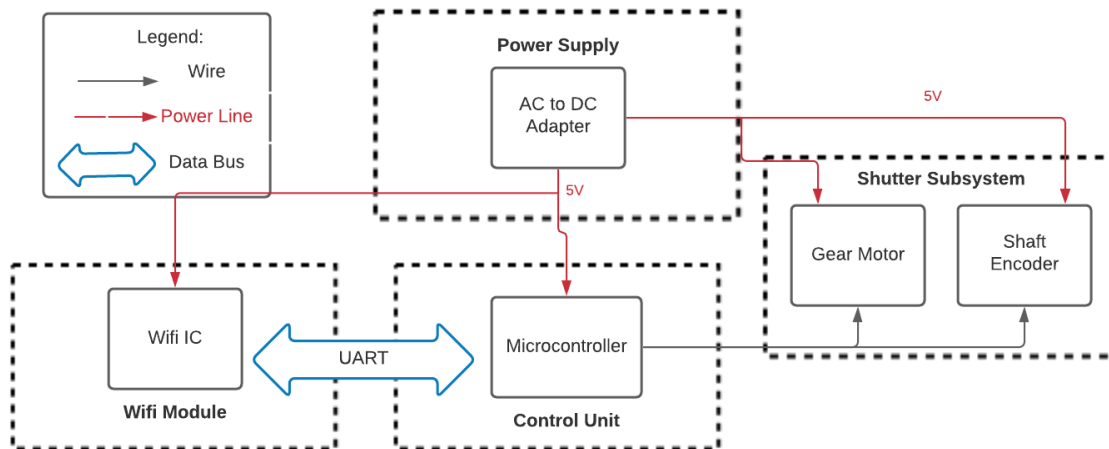 Legend:
Wire
Power Line
Data Bus
Power Supply
AC to DC
Adapter
5V
5V
Shutter Subsystem
Gear Motor
Shaft
Encoder
Wifi IC
Wifi Module
UART
Microcontroller
Control Unit